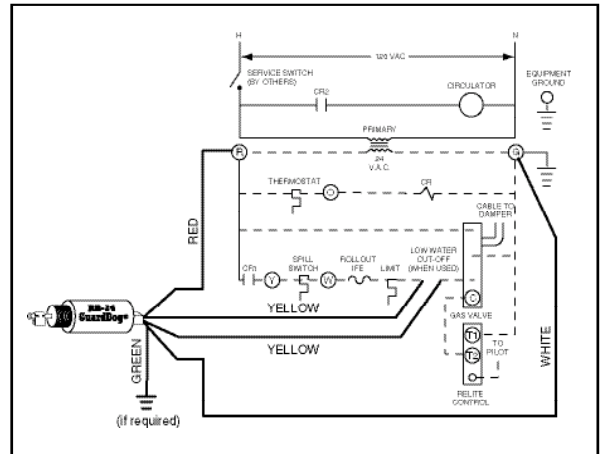 H
N
120 VAC
SERVICE SWITCH
(BY OTHERS)
CR2
CIRCULATOR
EQUIPMENT
GROUND
PRIMARY
R
24
V.A.C.
G
THERMOSTAT
CR
CABLE TO
DAMPER
RED
SPILL
SWITCH
ROLLOUT
LIMIT
LOW WATER
CUT-OFF
(WHEN USED)
Y
W
GAS VALVE
YELLOW
YELLOW
T1
T2
TO
PILOT
RELITE
CONTROL
WHITE
GuardDog®
GREEN
(if required)